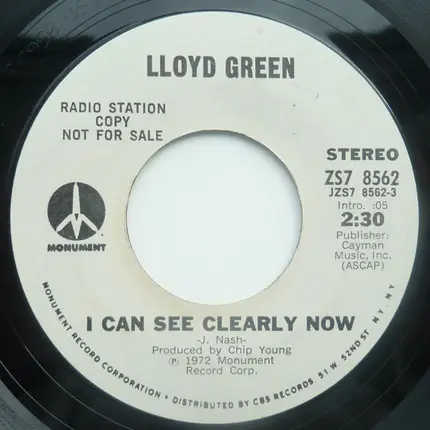 LLOYD GREEN
RADIO STATION
COPY
NOT FOR SALE
STEREO
ZS7 8562
JZS7 8562-3
Intro. :05
2:30
Publisher:
Cayman
Music, Inc.
(ASCAP)
MONUMENT
I CAN SEE CLEARLY NOW
-J. Nash-
Produced by Chip Young
℗ 1972 Monument
Record Corp.
MONUMENT RECORD CORPORATION • DISTRIBUTED BY CBS RECORDS, 51 W. 52ND ST. NY. NY.